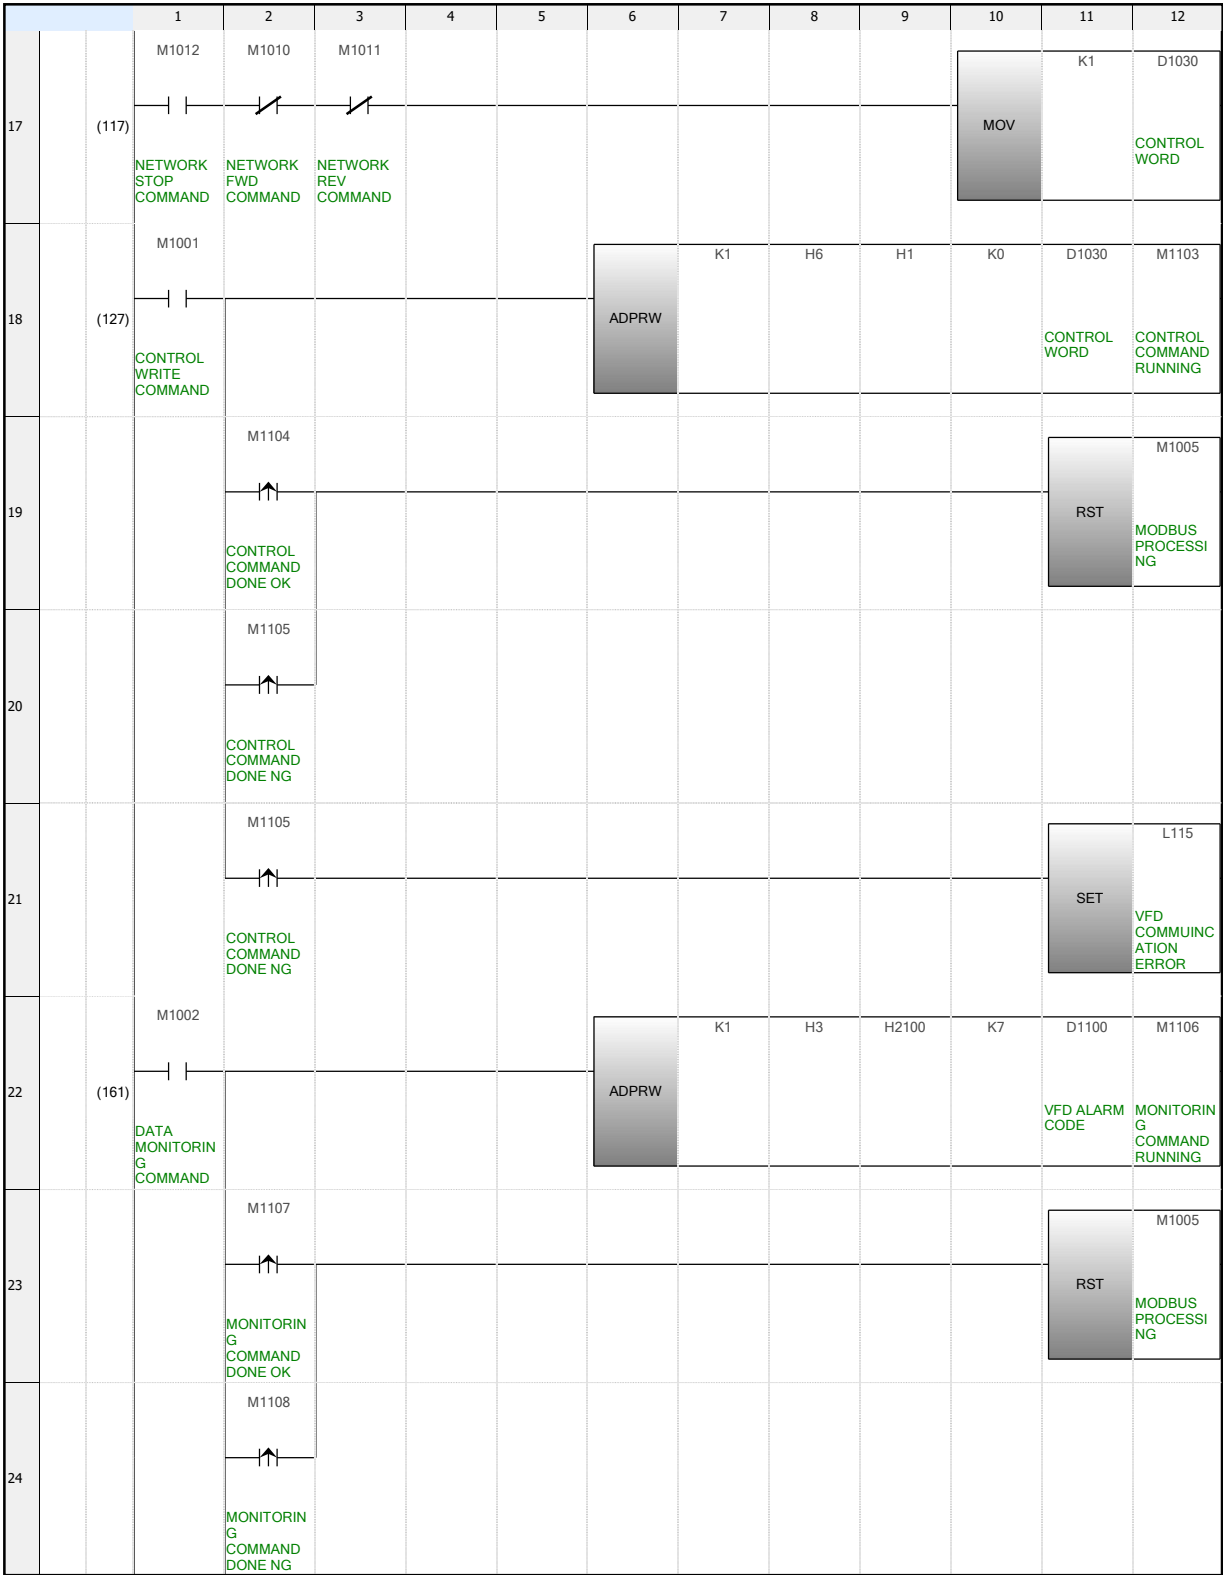 1 2 3 4 5 6 7 8 9 10 11 12
M1012 M1010 M1011 K1 D1030
17 (117) MOV
NETWORK NETWORK NETWORK CONTROL
STOP FWD REV WORD
COMMAND COMMAND COMMAND
M1001 K1 H6 H1 K0 D1030 M1103
18 (127) ADPRW
CONTROL CONTROL CONTROL
WRITE WORD COMMAND
COMMAND RUNNING
M1104 M1005
19 RST
CONTROL MODBUS
COMMAND PROCESSI
DONE OK NG
M1105
20
CONTROL
COMMAND
DONE NG
M1105 L115
21 SET
CONTROL VFD
COMMAND COMMUINC
DONE NG ATION
ERROR
M1002 K1 H3 H2100 K7 D1100 M1106
22 (161) ADPRW
DATA VFD ALARM MONITORIN
MONITORIN CODE G
G COMMAND
COMMAND RUNNING
M1107 M1005
23 RST
MONITORIN MODBUS
G PROCESSI
COMMAND NG
DONE OK
M1108
24
MONITORIN
G
COMMAND
DONE NG